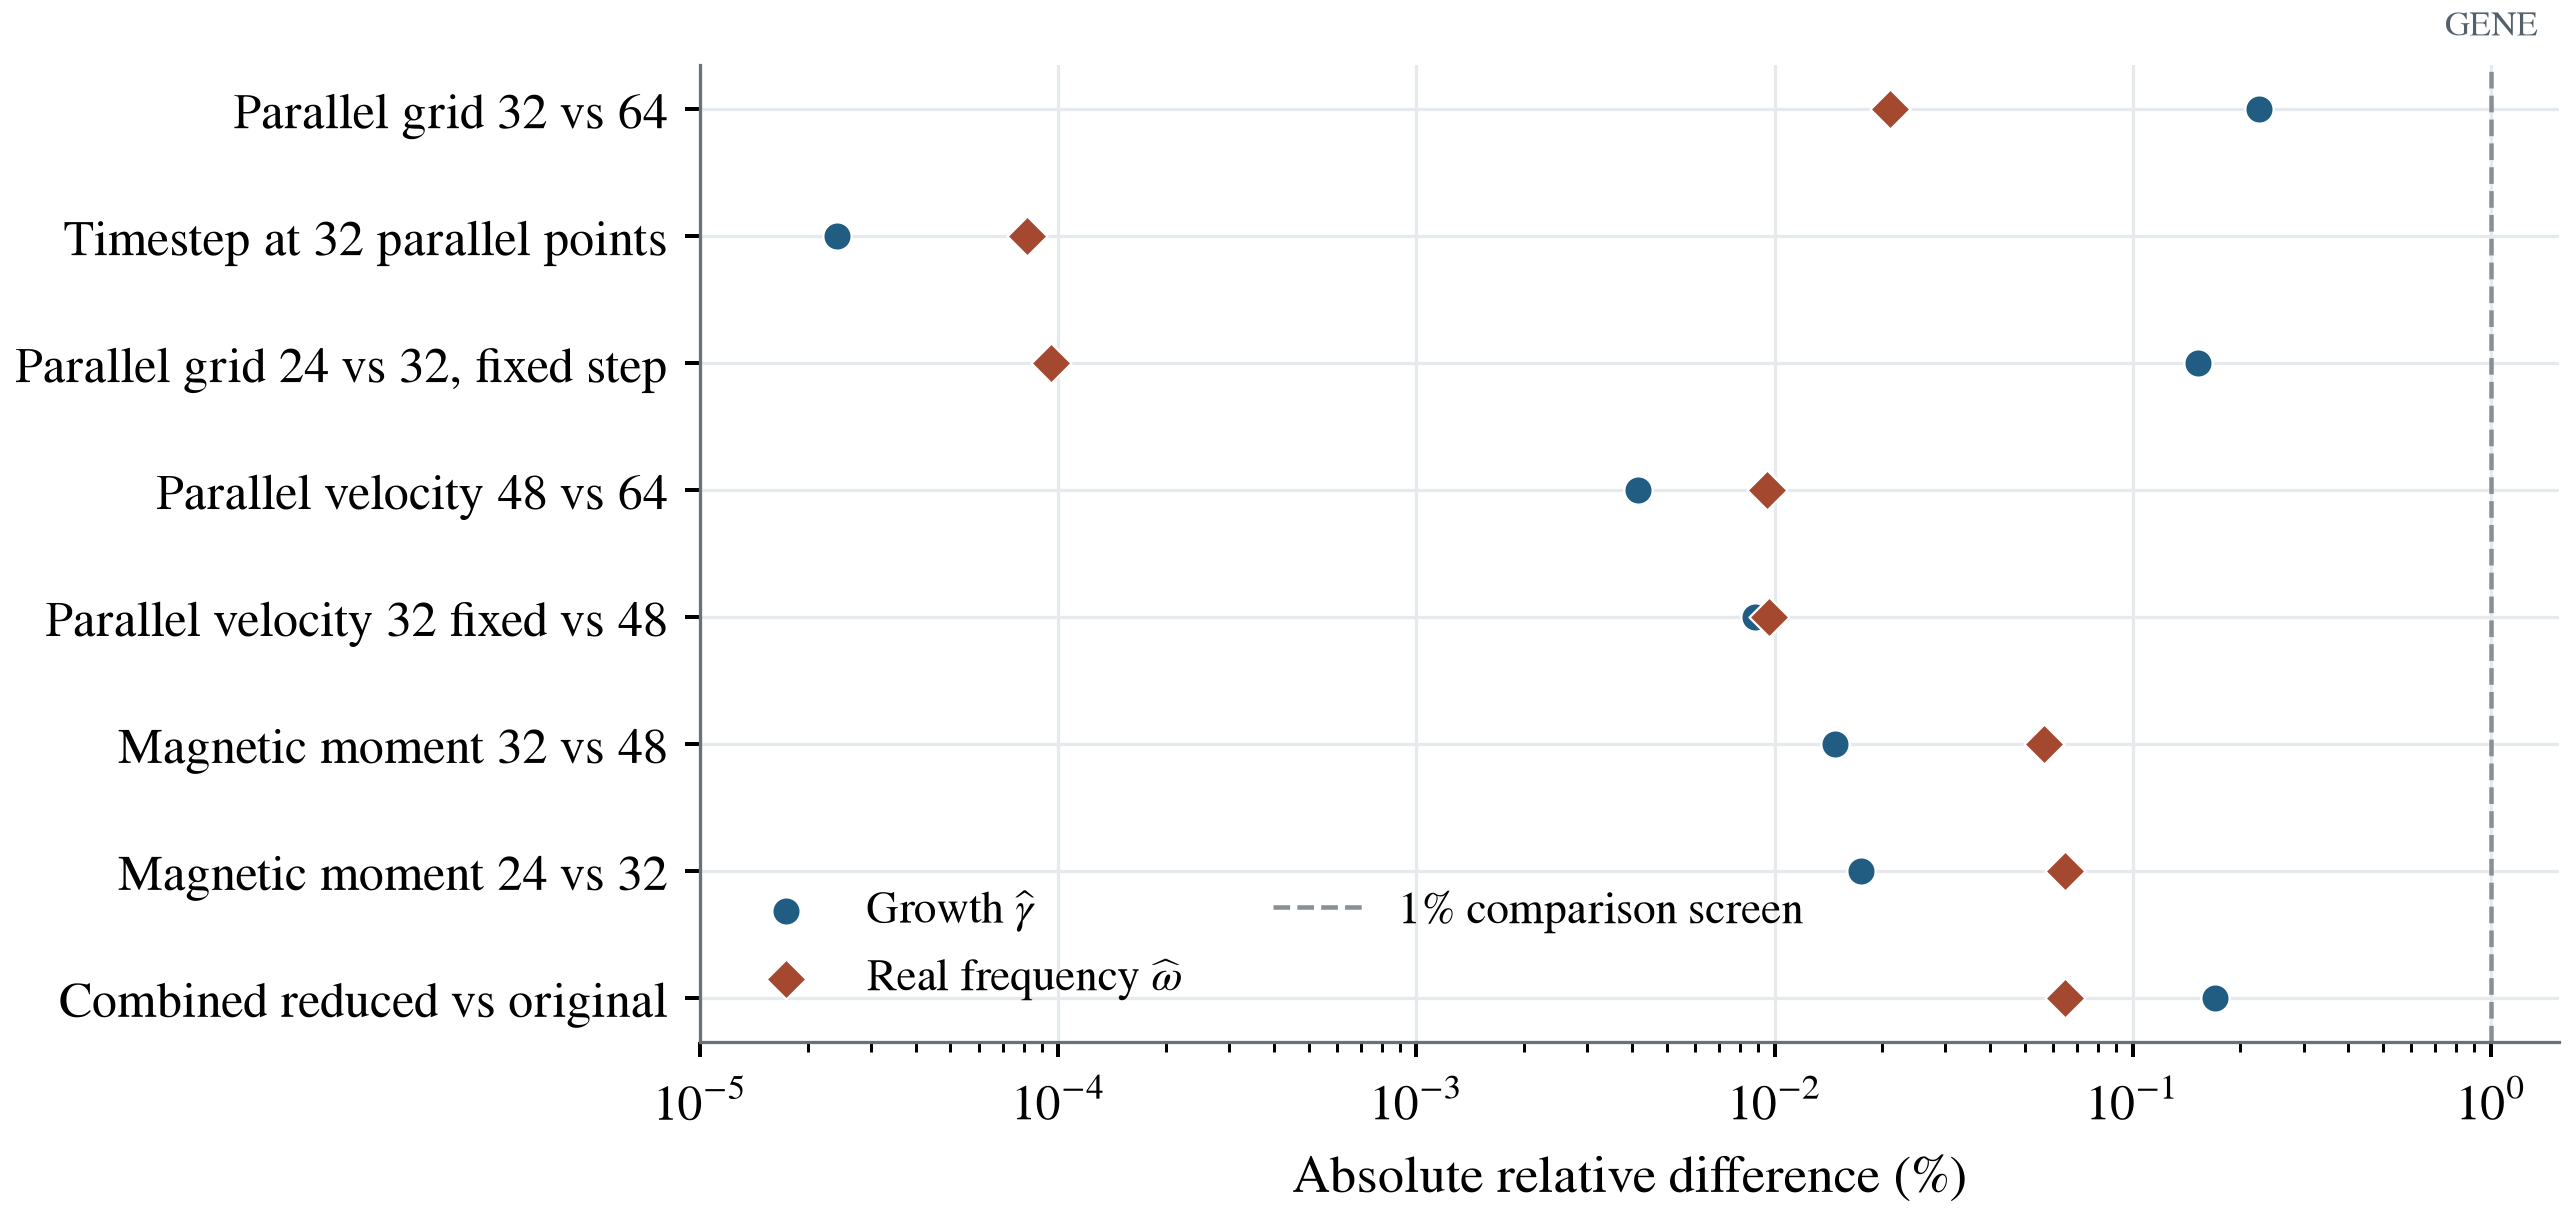 GENE
Parallel grid 32 vs 64
Timestep at 32 parallel points
Parallel grid 24 vs 32, fixed step
Parallel velocity 48 vs 64
Parallel velocity 32 fixed vs 48
Magnetic moment 32 vs 48
Magnetic moment 24 vs 32
Combined reduced vs original
Growth γ̂
Real frequency ω̂
1% comparison screen
10⁻⁵ 10⁻⁴ 10⁻³ 10⁻² 10⁻¹ 10⁰
Absolute relative difference (%)